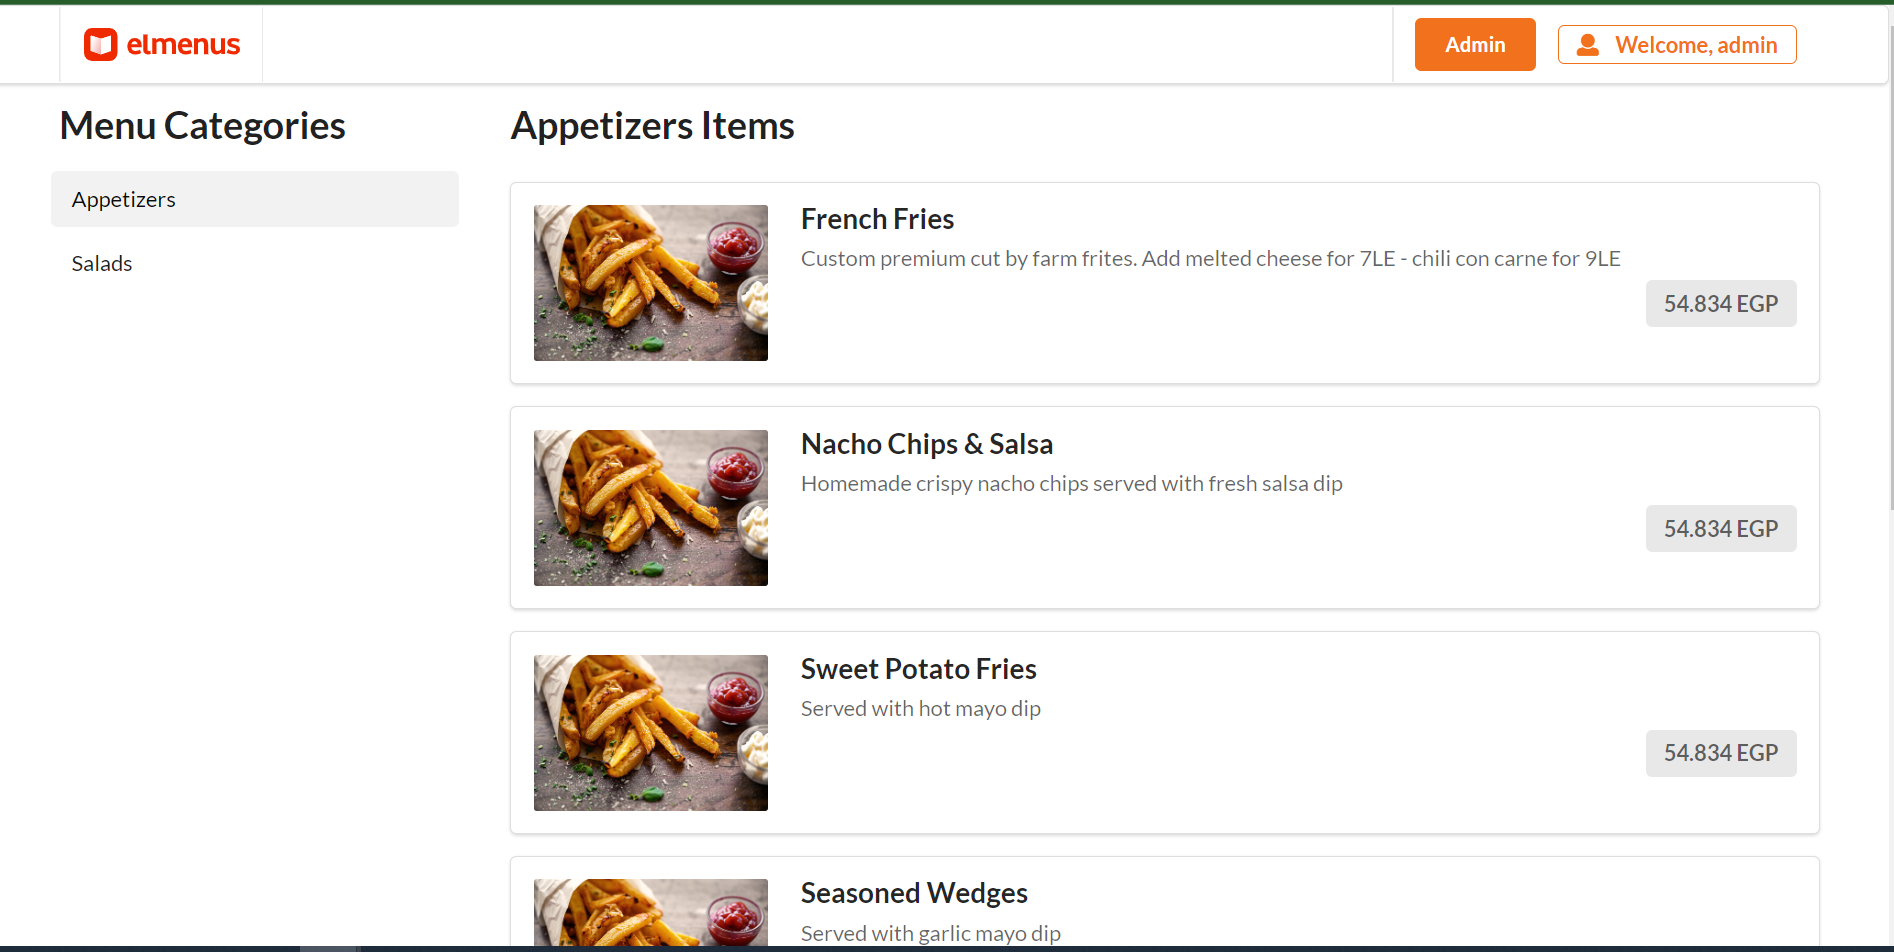 elmenus
Admin
Welcome, admin
Menu Categories
Appetizers
Salads
Appetizers Items
French Fries
Custom premium cut by farm frites. Add melted cheese for 7LE - chili con carne for 9LE
54.834 EGP
Nacho Chips & Salsa
Homemade crispy nacho chips served with fresh salsa dip
54.834 EGP
Sweet Potato Fries
Served with hot mayo dip
54.834 EGP
Seasoned Wedges
Served with garlic mayo dip